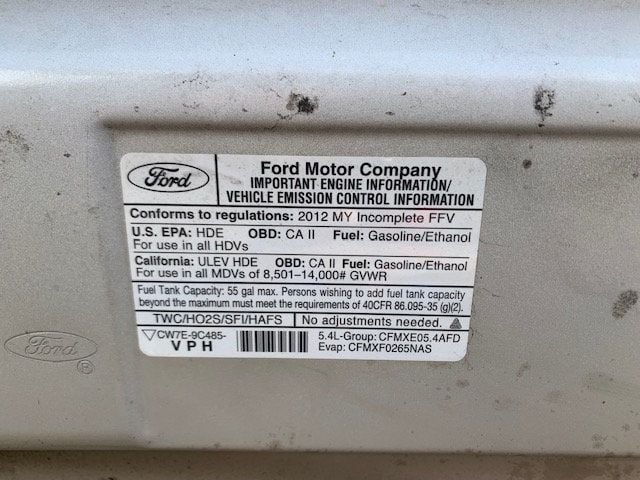 Ford
Ford Motor Company
IMPORTANT ENGINE INFORMATION/
VEHICLE EMISSION CONTROL INFORMATION
Conforms to regulations: 2012 MY Incomplete FFV
U.S. EPA: HDE OBD: CA II Fuel: Gasoline/Ethanol
For use in all HDVs
California: ULEV HDE OBD: CA II Fuel: Gasoline/Ethanol
For use in all MDVs of 8,501-14,000# GVWR
Fuel Tank Capacity: 55 gal max. Persons wishing to add fuel tank capacity
beyond the maximum must meet the requirements of 40CFR 86.095-35 (g)(2).
TWC/HO2S/SFI/HAFS No adjustments needed.
CW7E-9C485-
VPH
5.4L-Group: CFMXE05.4AFD
Evap: CFMXF0265NAS
Ford
®